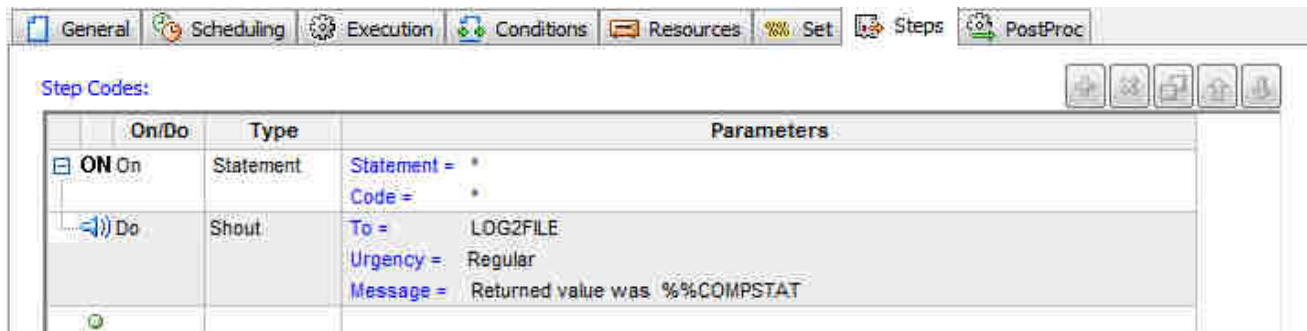 General Scheduling Execution Conditions Resources %% Set Steps PostProc
Step Codes:
On/Do Type Parameters
ON On Statement Statement = *
Code = *
Do Shout To = LOG2FILE
Urgency = Regular
Message = Returned value was %%COMPSTAT